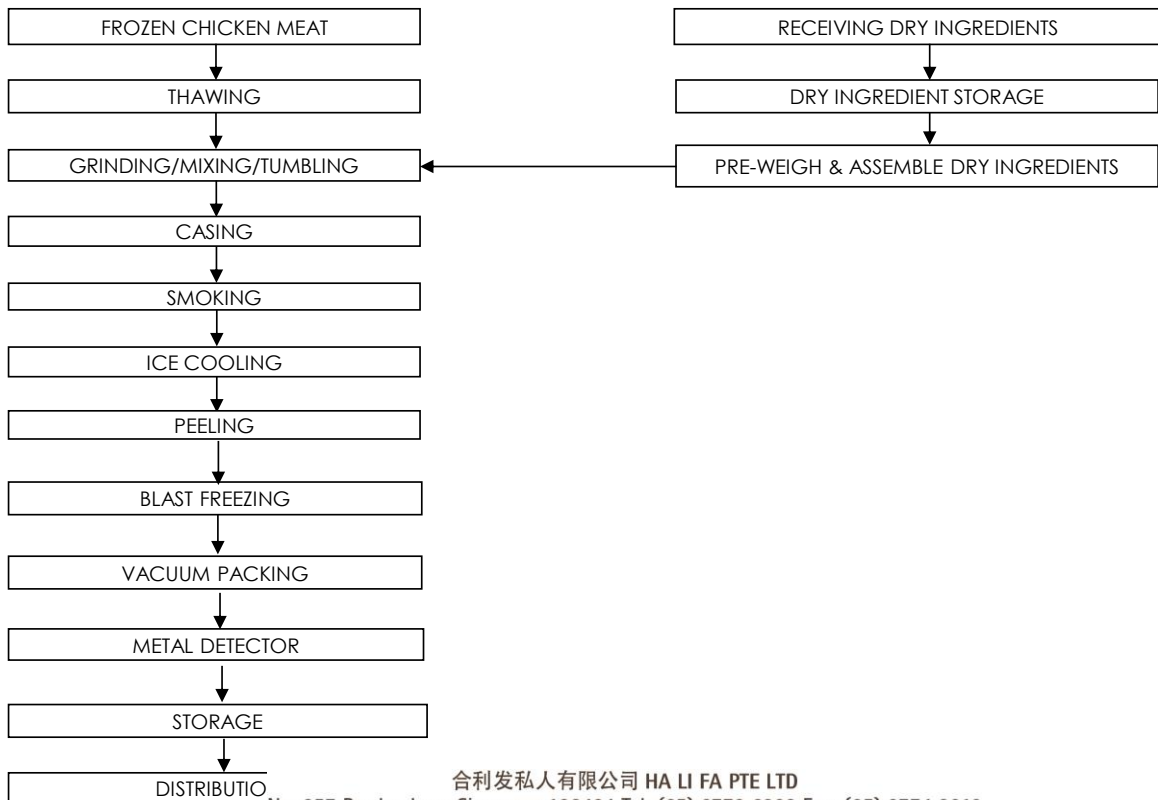 FROZEN CHICKEN MEAT
RECEIVING DRY INGREDIENTS
THAWING
DRY INGREDIENT STORAGE
GRINDING/MIXING/TUMBLING
PRE-WEIGH & ASSEMBLE DRY INGREDIENTS
CASING
SMOKING
ICE COOLING
PEELING
BLAST FREEZING
VACUUM PACKING
METAL DETECTOR
STORAGE
DISTRIBUTIO
合利发私人有限公司 HA LI FA PTE LTD